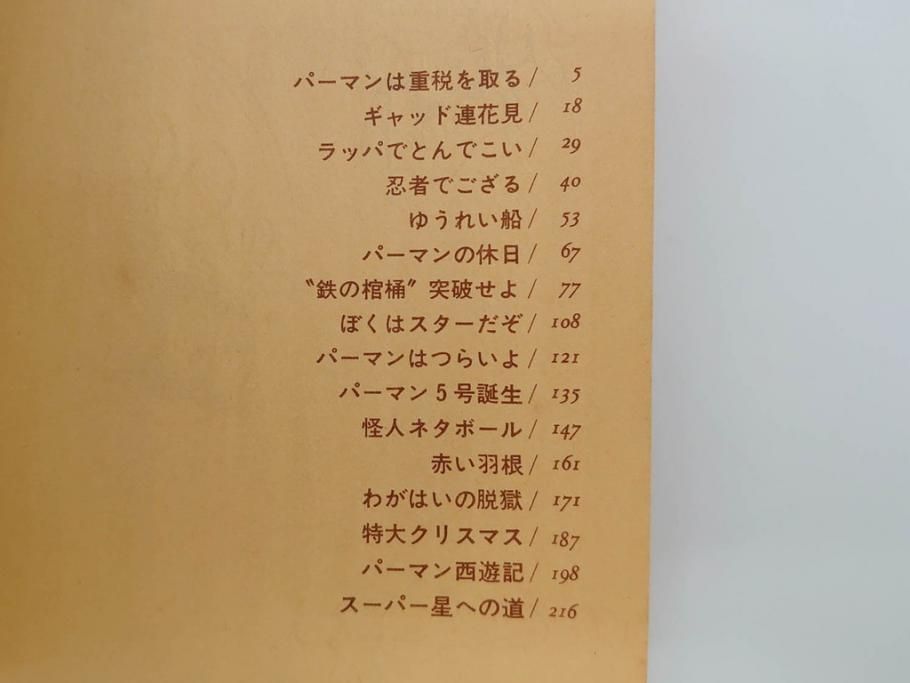 パーマンは重税を取る/ 5
ギャッド連花見/ 18
ラッパでとんでこい/ 29
忍者でござる/ 40
ゆうれい船/ 53
パーマンの休日/ 67
〝鉄の棺桶〞突破せよ/ 77
ぼくはスターだぞ/ 108
パーマンはつらいよ/ 121
パーマン5号誕生/ 135
怪人ネタボール/ 147
赤い羽根/ 161
わがはいの脱獄/ 171
特大クリスマス/ 187
パーマン西遊記/ 198
スーパー星への道/ 216